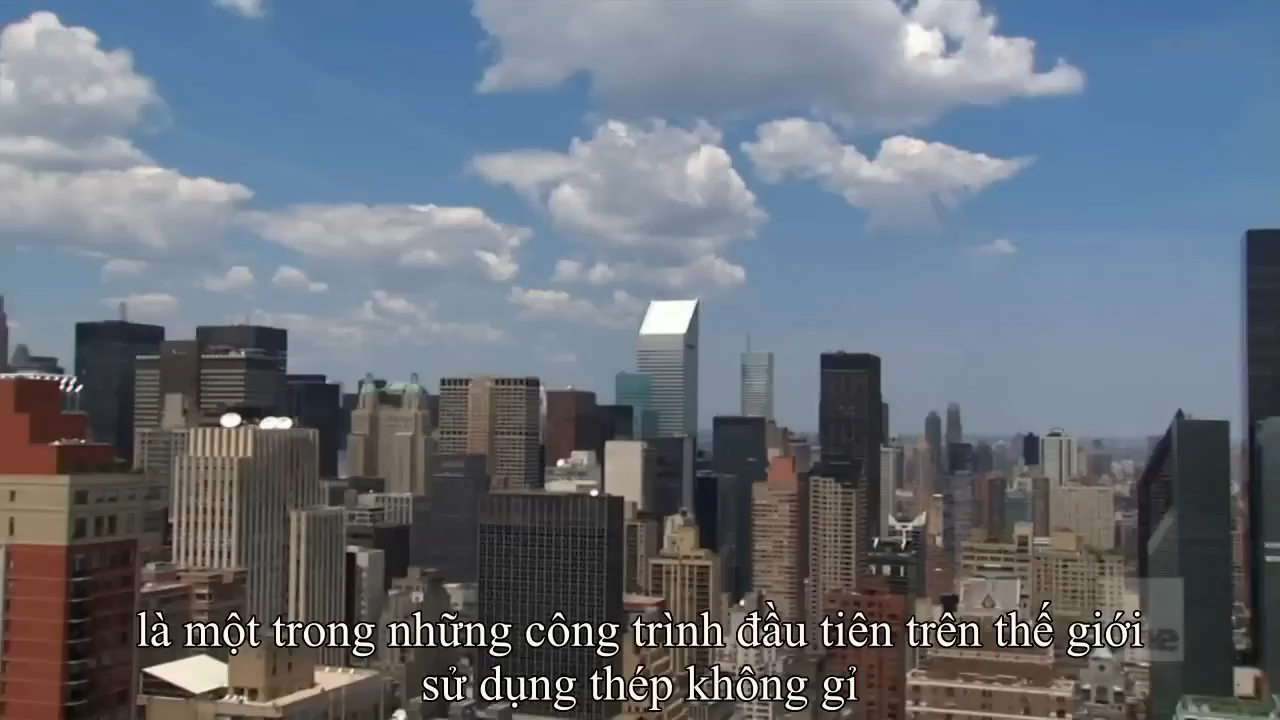 là một trong những công trình đầu tiên trên thế giới
sử dụng thép không gỉ